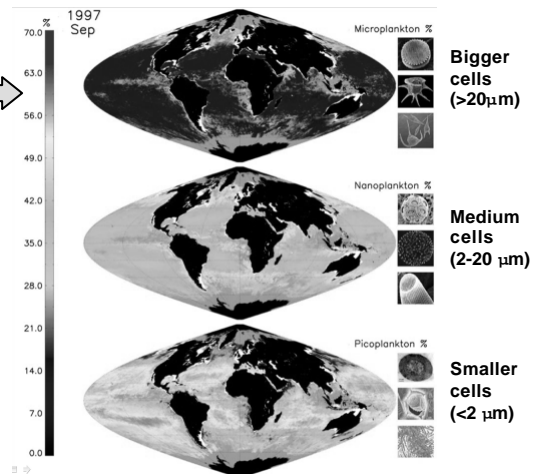 1997
Sep
%
70.0
63.0
56.0
49.0
42.0
35.0
28.0
21.0
14.0
7.0
0.0
Microplankton %
Bigger
cells
(>20μm)
Nanoplankton %
Medium
cells
(2-20 μm)
Picoplankton %
Smaller
cells
(<2 μm)